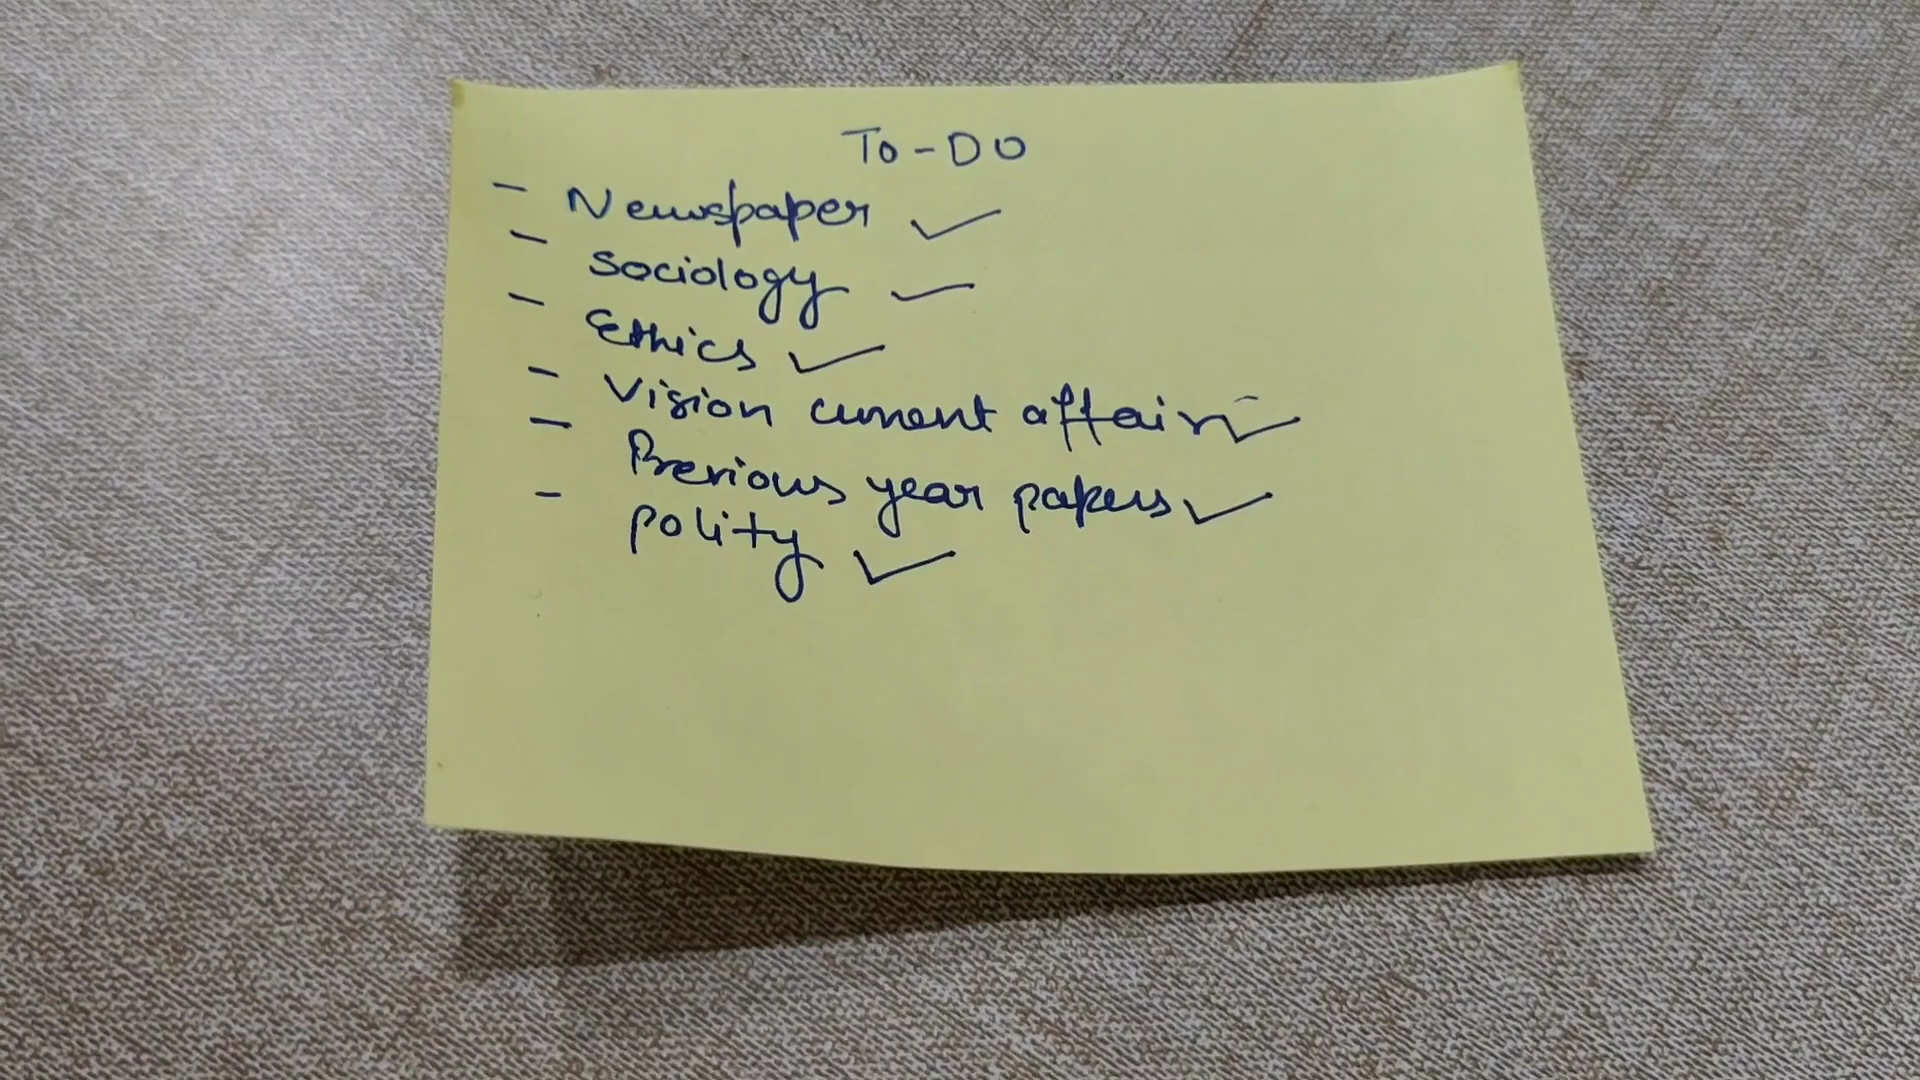 To-Do
- Newspaper ✓
- Sociology ✓
- Ethics ✓
- Vision current affairs ✓
- Previous year papers ✓
- polity ✓